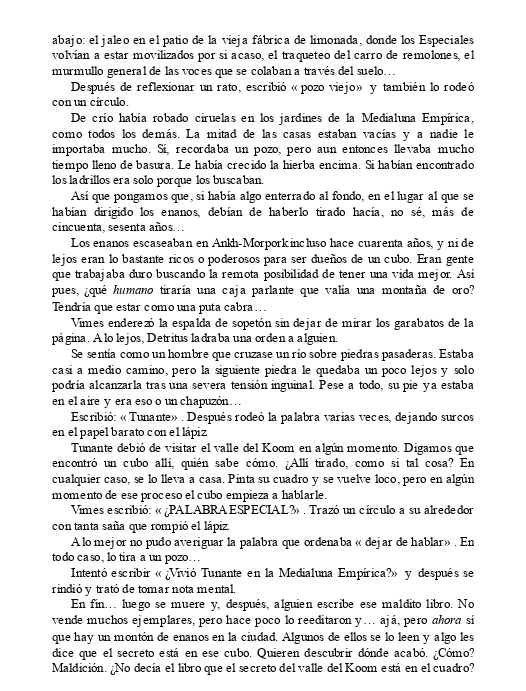 abajo: el jaleo en el patio de la vieja fábrica de limonada, donde los Especiales
volvían a estar movilizados por si acaso, el traqueteo del carro de remolones, el
murmullo general de las voces que se colaban a través del suelo…
Después de reflexionar un rato, escribió « pozo viejo» y también lo rodeó
con un círculo.
De crío había robado ciruelas en los jardines de la Medialuna Empírica,
como todos los demás. La mitad de las casas estaban vacías y a nadie le
importaba mucho. Sí, recordaba un pozo, pero aun entonces llevaba mucho
tiempo lleno de basura. Le había crecido la hierba encima. Si habían encontrado
los ladrillos era solo porque los buscaban.
Así que pongamos que, si había algo enterrado al fondo, en el lugar al que se
habían dirigido los enanos, debían de haberlo tirado hacía, no sé, más de
cincuenta, sesenta años…
Los enanos escaseaban en Ankh-Morpork incluso hace cuarenta años, y ni de
lejos eran lo bastante ricos o poderosos para ser dueños de un cubo. Eran gente
que trabajaba duro buscando la remota posibilidad de tener una vida mejor. Así
pues, ¿qué humano tiraría una caja parlante que valía una montaña de oro?
Tendría que estar como una puta cabra…
Vimes enderezó la espalda de sopetón sin dejar de mirar los garabatos de la
página. A lo lejos, Detritus ladraba una orden a alguien.
Se sentía como un hombre que cruzase un río sobre piedras pasaderas. Estaba
casi a medio camino, pero la siguiente piedra le quedaba un poco lejos y solo
podría alcanzarla tras una severa tensión inguinal. Pese a todo, su pie ya estaba
en el aire y era eso o un chapuzón…
Escribió: « Tunante» . Después rodeó la palabra varias veces, dejando surcos
en el papel barato con el lápiz.
Tunante debió de visitar el valle del Koom en algún momento. Digamos que
encontró un cubo allí, quién sabe cómo. ¿Allí tirado, como si tal cosa? En
cualquier caso, se lo lleva a casa. Pinta su cuadro y se vuelve loco, pero en algún
momento de ese proceso el cubo empieza a hablarle.
Vimes escribió: « ¿PALABRA ESPECIAL?» . Trazó un círculo a su alrededor
con tanta saña que rompió el lápiz.
A lo mejor no pudo averiguar la palabra que ordenaba « dejar de hablar» . En
todo caso, lo tira a un pozo…
Intentó escribir « ¿Vivió Tunante en la Medialuna Empírica?» y después se
rindió y trató de tomar nota mental.
En fin… luego se muere y, después, alguien escribe ese maldito libro. No
vende muchos ejemplares, pero hace poco lo reeditaron y… ajá, pero ahora sí
que hay un montón de enanos en la ciudad. Algunos de ellos se lo leen y algo les
dice que el secreto está en ese cubo. Quieren descubrir dónde acabó. ¿Cómo?
Maldición. ¿No decía el libro que el secreto del valle del Koom está en el cuadro?